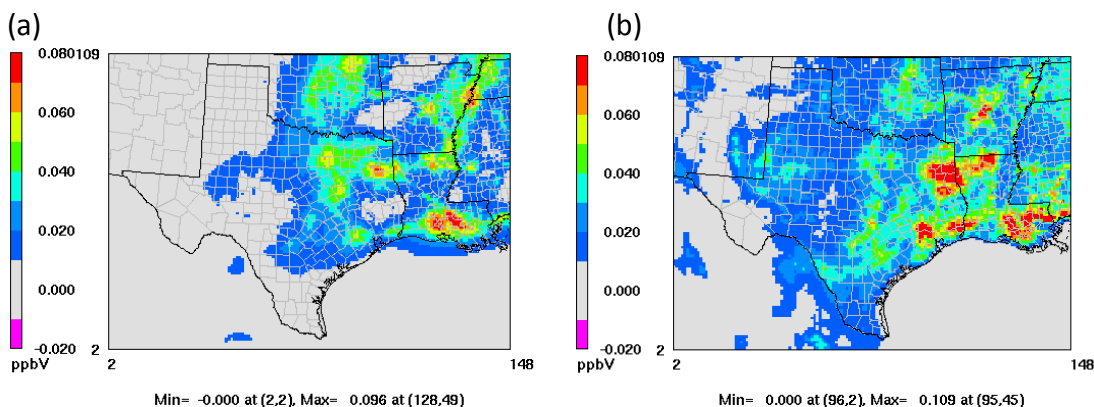 (a)
0.080109
0.060
0.040
0.020
0.000
-0.020 2
ppbV 2 148
Min= -0.000 at (2,2), Max= 0.096 at (128,49)
(b)
0.080109
0.060
0.040
0.020
0.000
-0.020 2
ppbV 2 148
Min= 0.000 at (96,2), Max= 0.109 at (95,45)